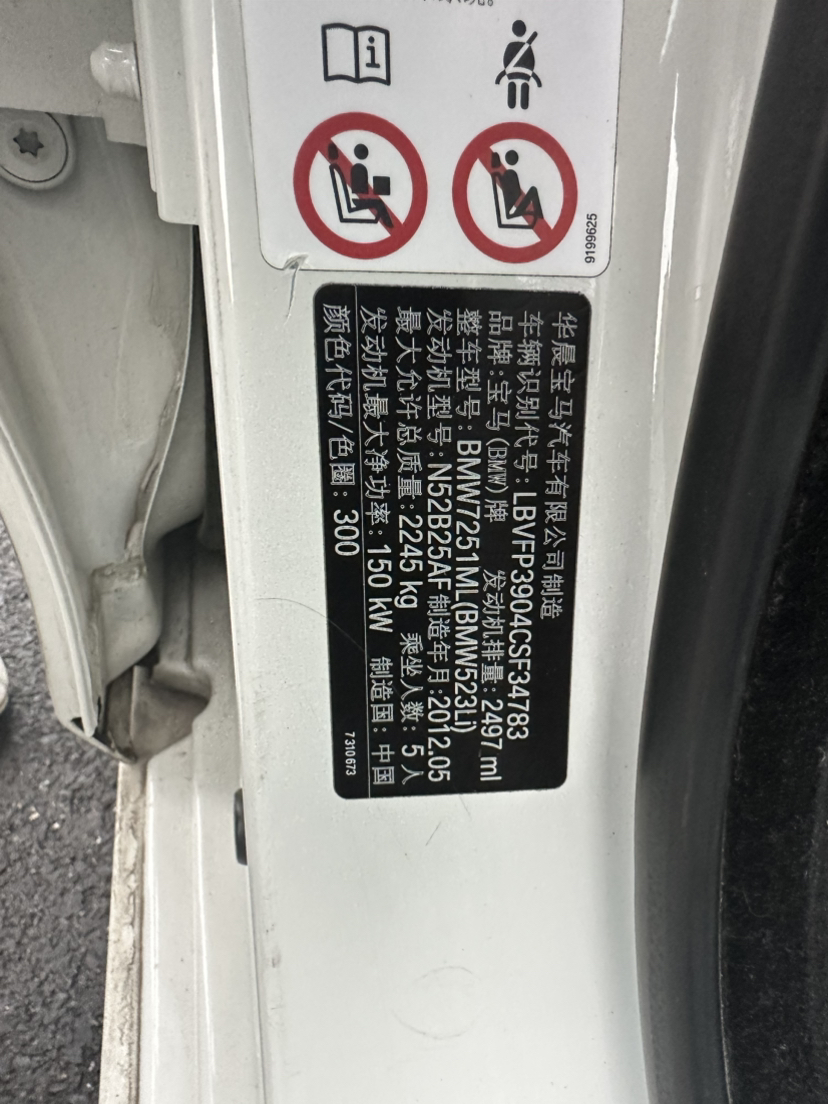 9199625
华晨宝马汽车有限公司制造
车辆识别代号: LBVFP3904CSF34783
品牌:宝马(BMW)牌 发动机排量: 2497 ml
整车型号: BMW7251ML(BMW523Li)
发动机型号: N52B25AF 制造年月:2012.05
最大允许总质量: 2245 kg 乘坐人数: 5 人
发动机最大净功率: 150 kW 制造国: 中国
颜色代码/色圈: 300
7 310 673